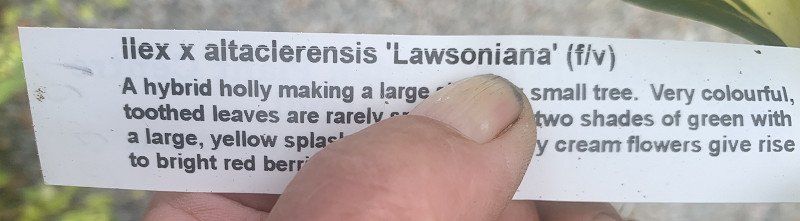 Ilex x altaclerensis 'Lawsoniana' (f/v)
A hybrid holly making a large small tree. Very colourful,
toothed leaves are rarely two shades of green with
a large, yellow cream flowers give rise
to bright red